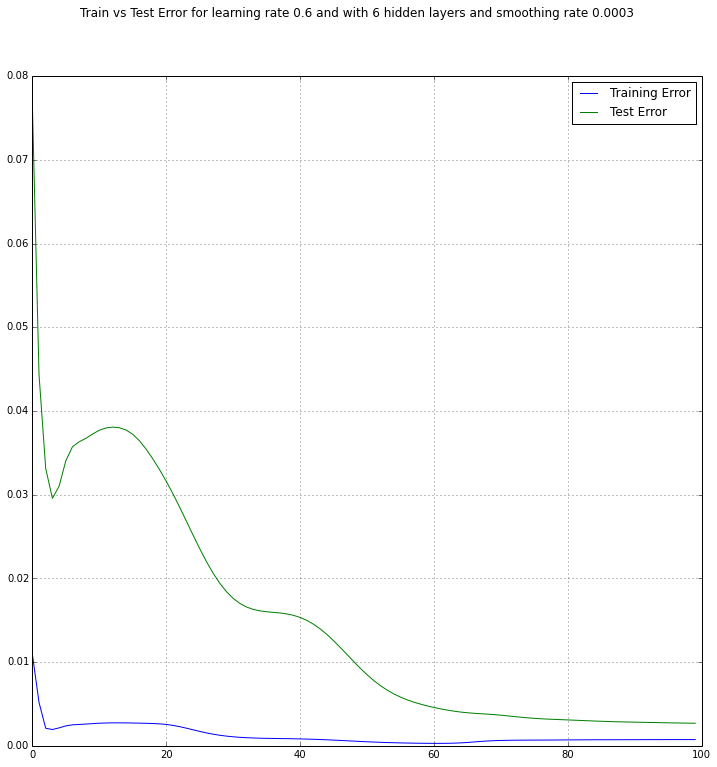 Train vs Test Error for learning rate 0.6 and with 6 hidden layers and smoothing rate 0.0003
0.08
Training Error
Test Error
0.07
0.06
0.05
0.04
0.03
0.02
0.01
0.00
0 20 40 60 80 100